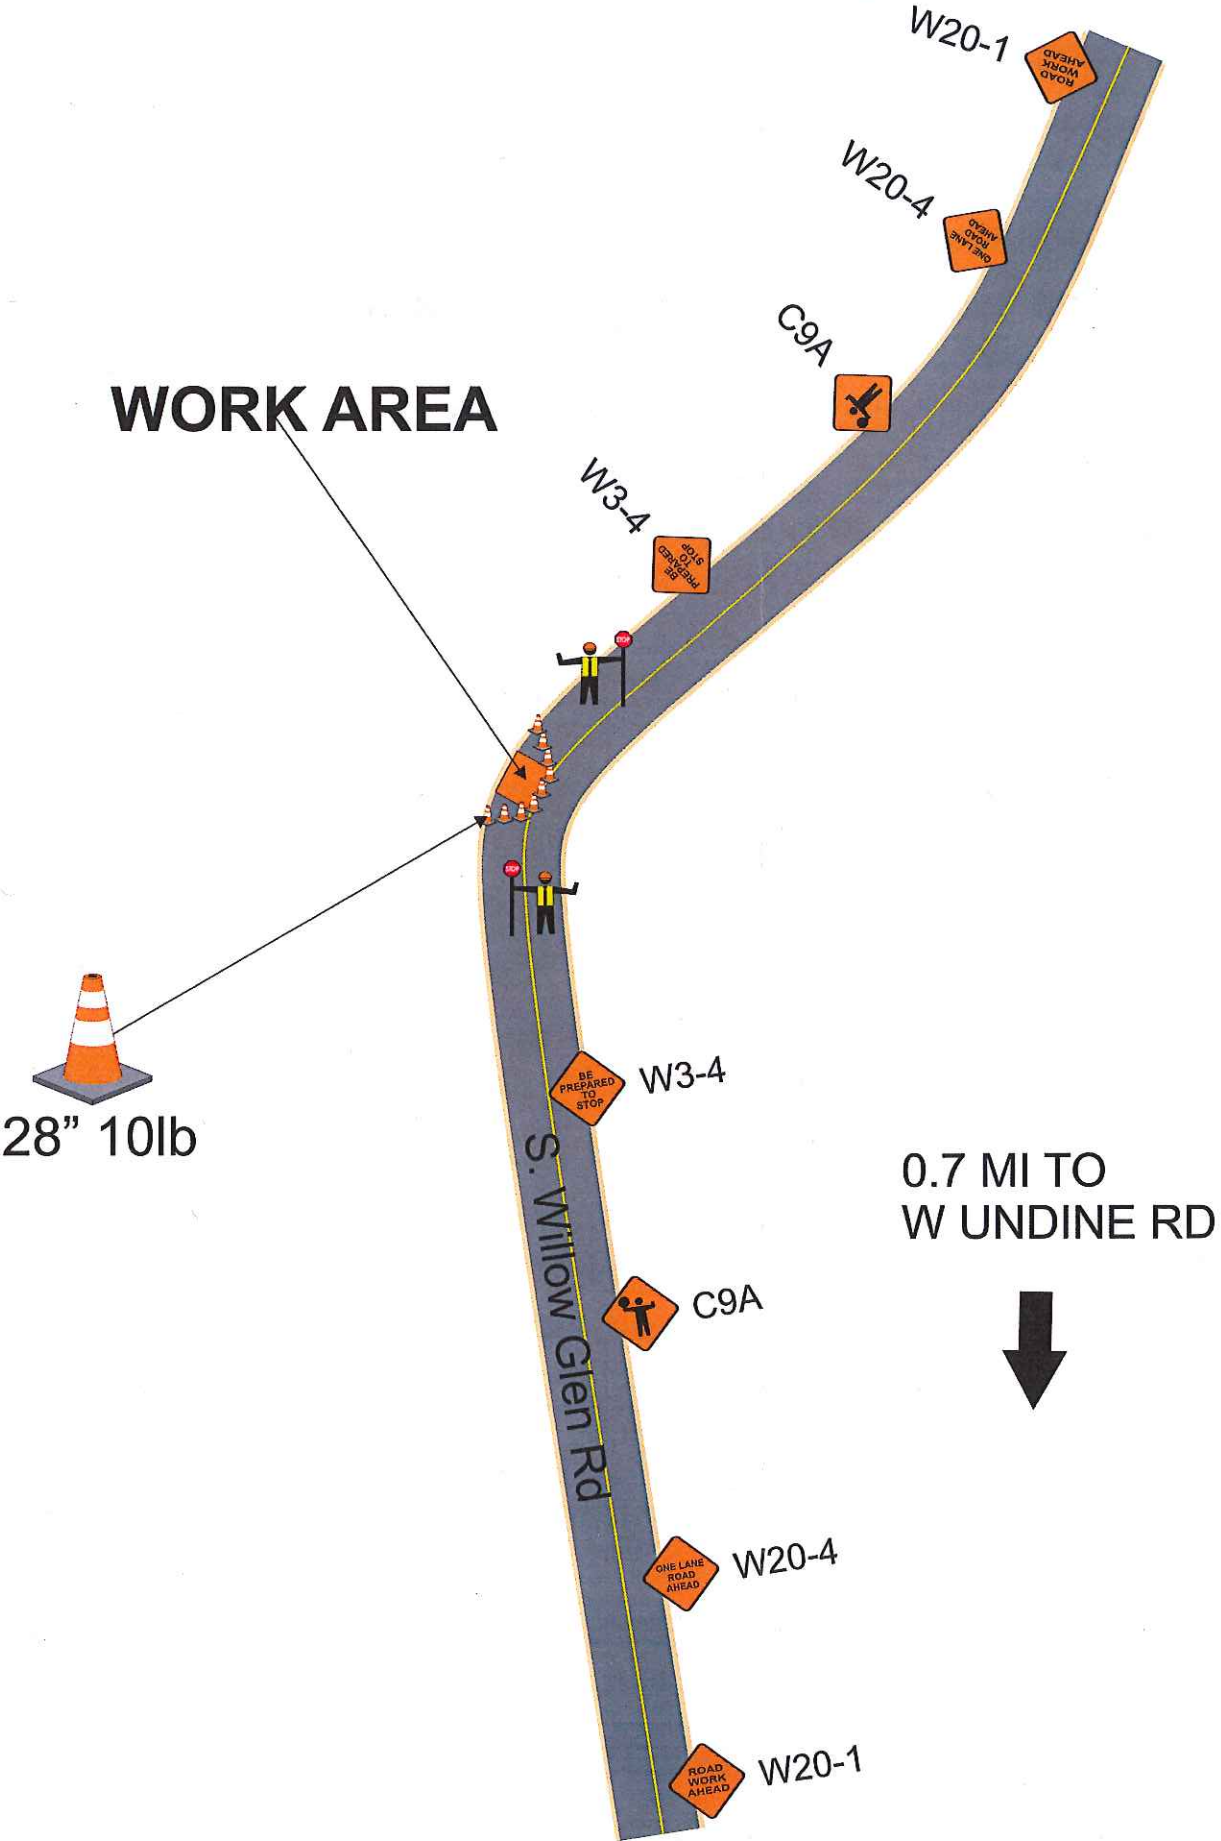 W20-1
ROAD
WORK
AHEAD
W20-4
ONE LANE
ROAD
AHEAD
C9A
WORK AREA
W3-4
BE
PREPARED
TO
STOP
STOP
STOP
28” 10lb
BE
PREPARED
TO
STOP
W3-4
S. Willow Glen Rd
0.7 MI TO
W UNDINE RD
C9A
ONE LANE
ROAD
AHEAD
W20-4
ROAD
WORK
AHEAD
W20-1